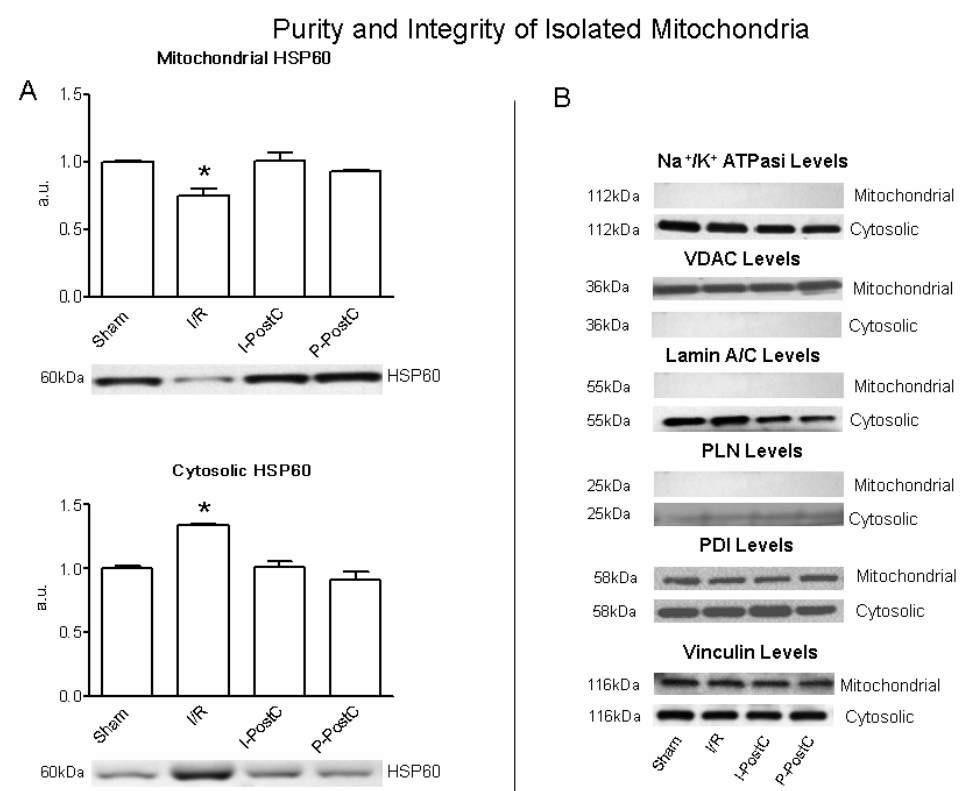 Purity and Integrity of Isolated Mitochondria
A
Mitochondrial HSP60
1.5
1.0
0.5
0.0
a.u.
*
Sham
I/R
I-PostC
P-PostC
60kDa HSP60
Cytosolic HSP60
1.5
1.0
0.5
0.0
a.u.
*
Sham
I/R
I-PostC
P-PostC
60kDa HSP60
B
Na⁺/K⁺ ATPasi Levels
112kDa Mitochondrial
112kDa Cytosolic
VDAC Levels
36kDa Mitochondrial
36kDa Cytosolic
Lamin A/C Levels
55kDa Mitochondrial
55kDa Cytosolic
PLN Levels
25kDa Mitochondrial
25kDa Cytosolic
PDI Levels
58kDa Mitochondrial
58kDa Cytosolic
Vinculin Levels
116kDa Mitochondrial
116kDa Cytosolic
Sham
I/R
I-PostC
P-PostC